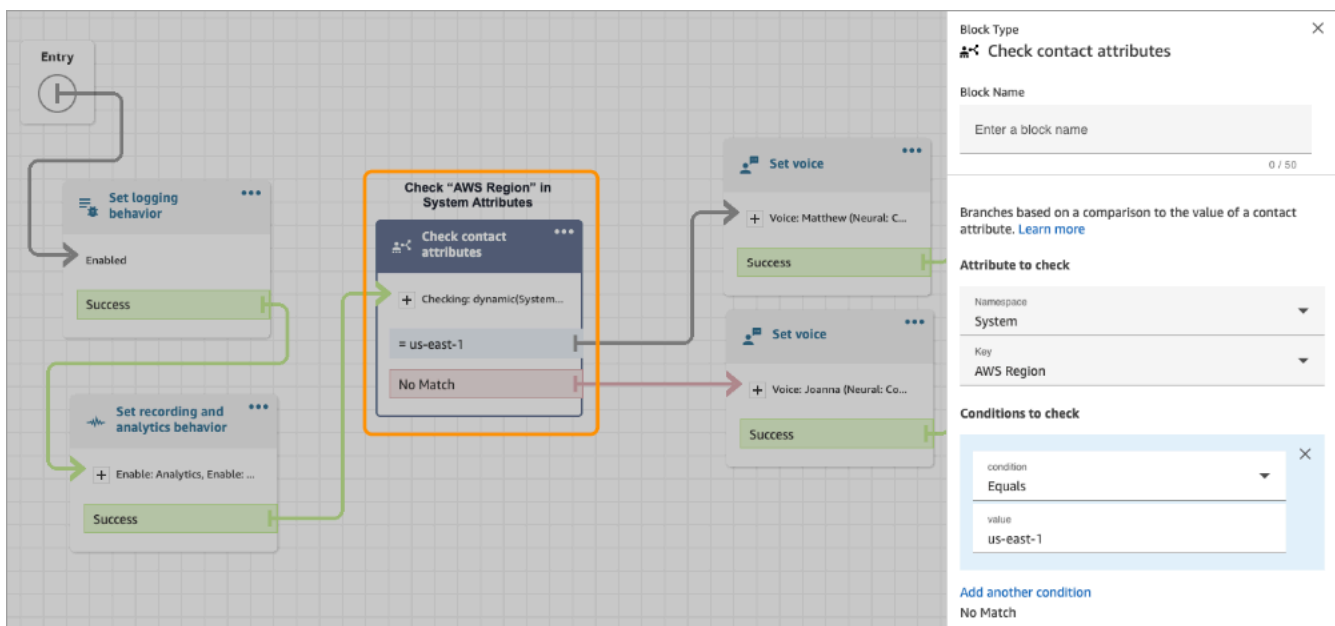 Entry
Set logging
behavior
Enabled
Success
Set recording and
analytics behavior
Enable: Analytics, Enable: ...
Success
Check “AWS Region” in
System Attributes
Check contact
attributes
Checking: dynamic(System...
= us-east-1
No Match
Set voice
Voice: Matthew (Neural: C...
Success
Set voice
Voice: Joanna (Neural: Co...
Success
Block Type
Check contact attributes
Block Name
Enter a block name
0 / 50
Branches based on a comparison to the value of a contact
attribute. Learn more
Attribute to check
Namespace
System
Key
AWS Region
Conditions to check
condition
Equals
value
us-east-1
Add another condition
No Match